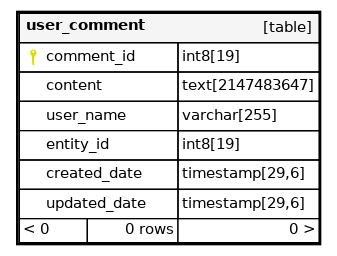 user_comment [table]
comment_id int8[19]
content text[2147483647]
user_name varchar[255]
entity_id int8[19]
created_date timestamp[29,6]
updated_date timestamp[29,6]
< 0 0 rows 0 >